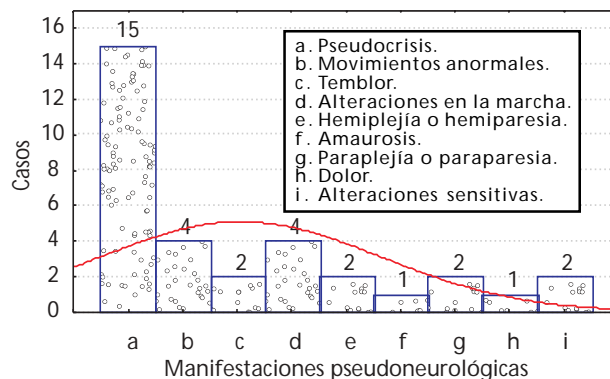 16
14
12
10
8
6
4
2
0
Casos
15
4
2
4
2
1
2
1
2
a. Pseudocrisis.
b. Movimientos anormales.
c. Temblor.
d. Alteraciones en la marcha.
e. Hemiplejía o hemiparesia.
f. Amaurosis.
g. Paraplejía o paraparesia.
h. Dolor.
i. Alteraciones sensitivas.
a b c d e f g h i
Manifestaciones pseudoneurológicas